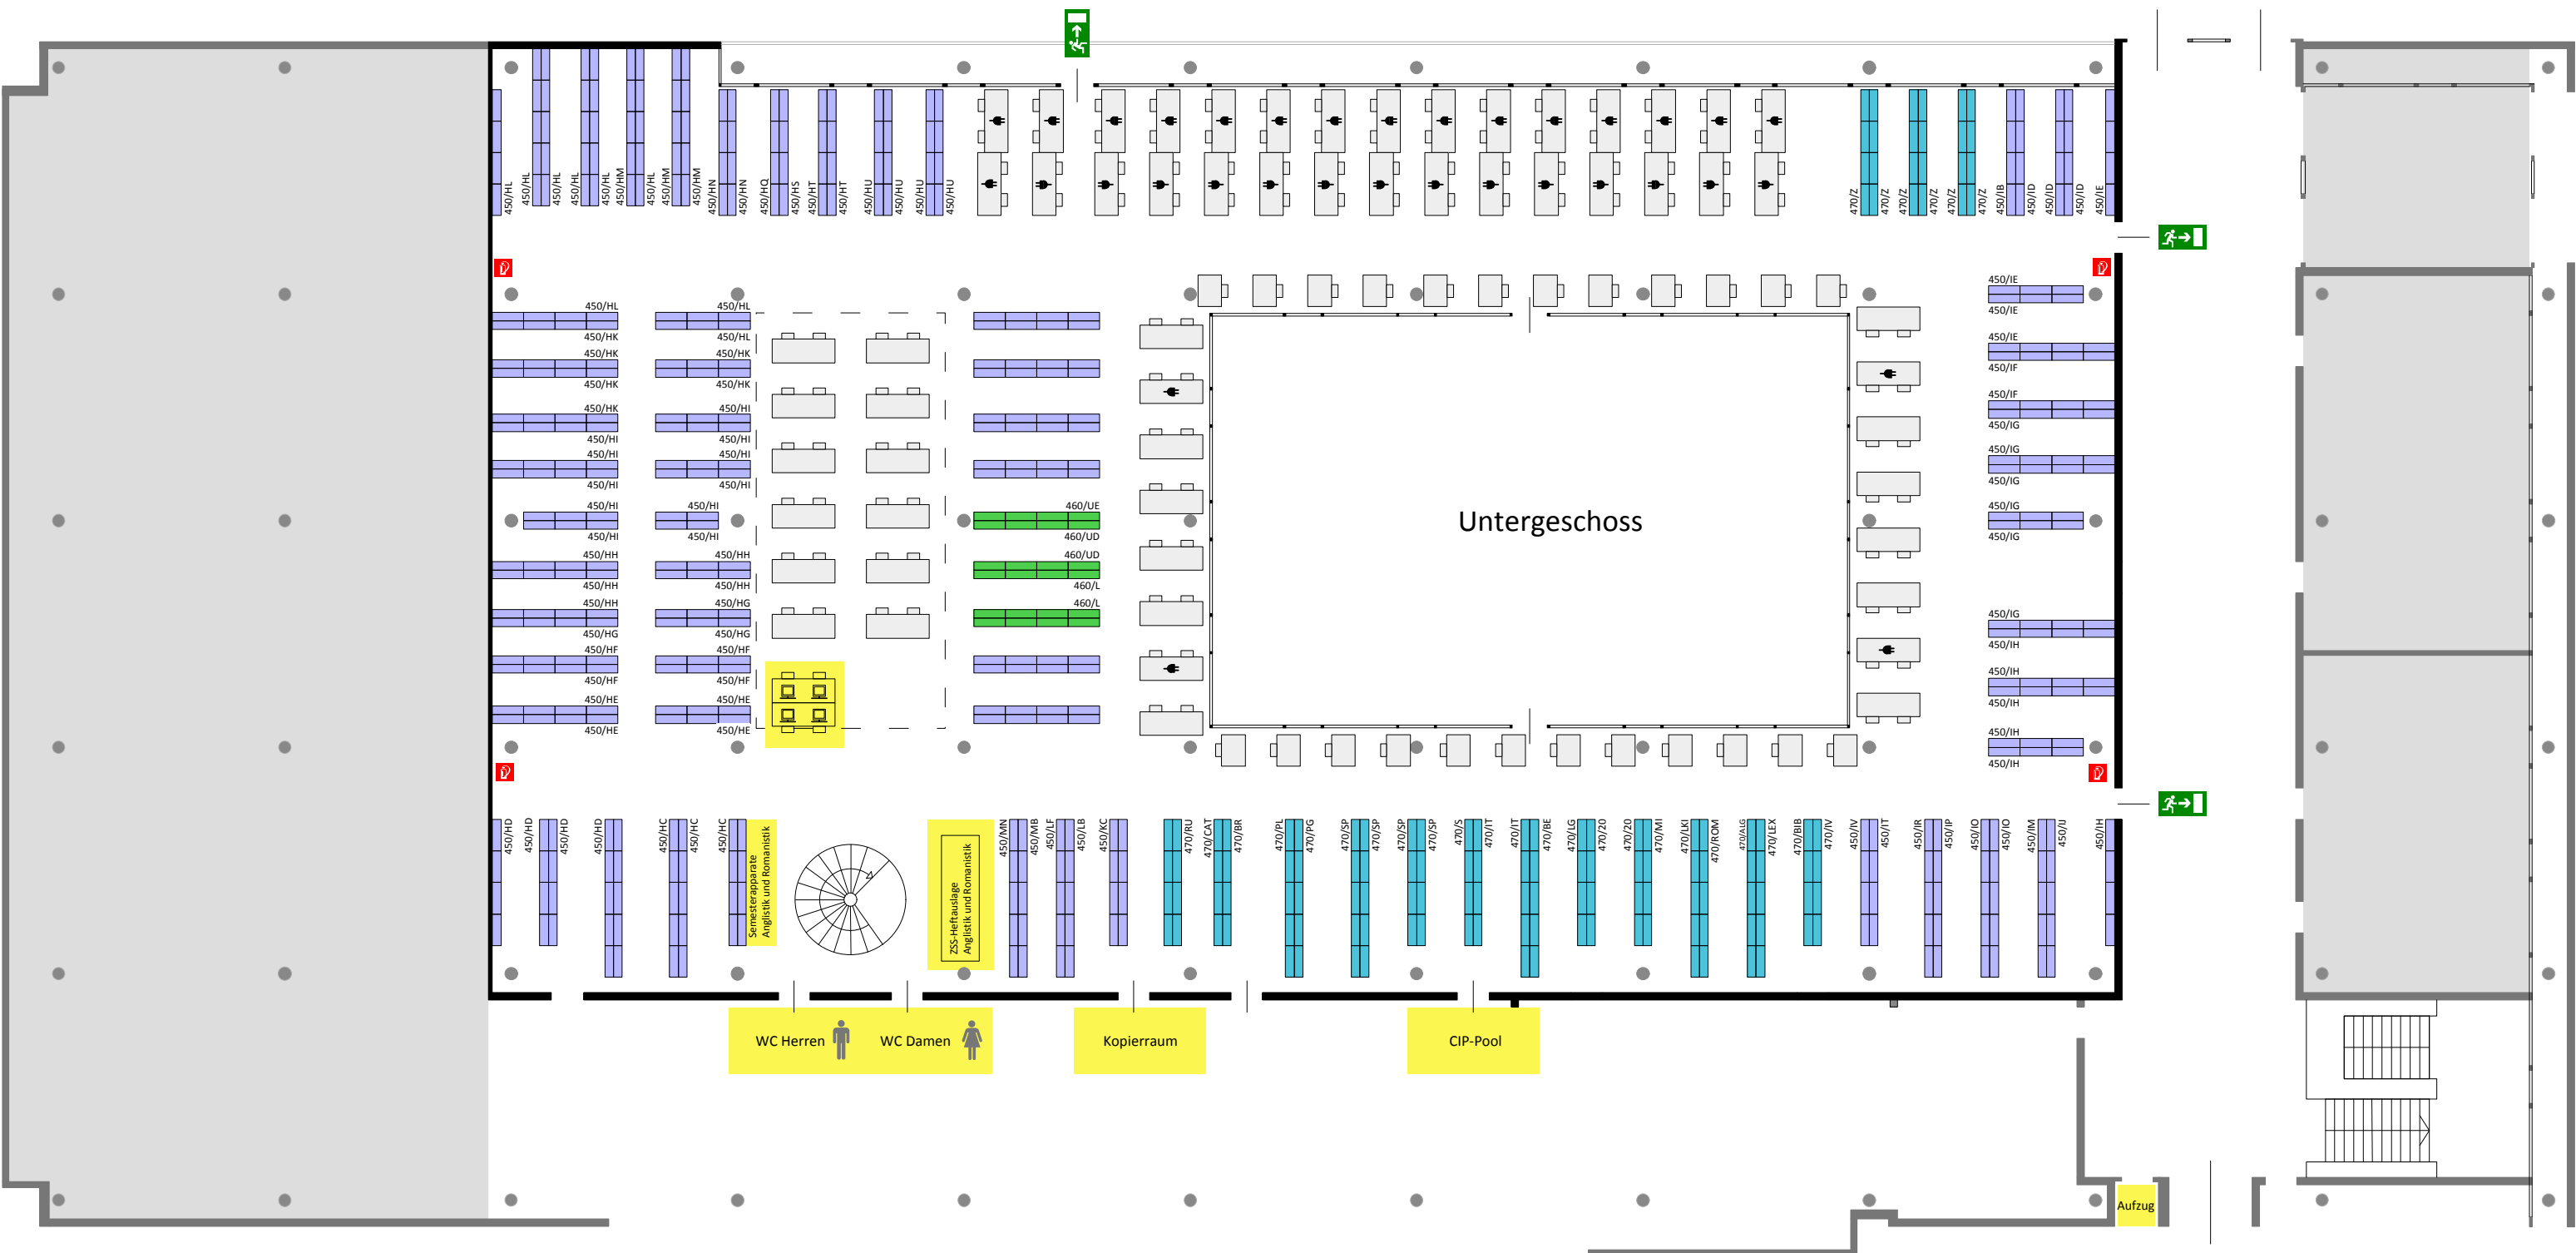 450/HL
450/HL
450/HL
450/HL
450/HM
450/HL
450/HM
450/HM
450/HN
450/HN
450/HQ
450/HS
450/HT
450/HT
450/HU
450/HU
450/HU
450/HU
470/Z
470/Z
470/Z
470/Z
470/Z
470/Z
450/IB
450/ID
450/ID
450/ID
450/IE
450/HL
450/HK
450/HK
450/HK
450/HK
450/HI
450/HI
450/HI
450/HI
450/HI
450/HH
450/HH
450/HH
450/HG
450/HF
450/HF
450/HE
450/HE
450/HL
450/HL
450/HK
450/HK
450/HI
450/HI
450/HI
450/HI
450/HI
450/HI
450/HH
450/HH
450/HG
450/HG
450/HF
450/HF
450/HE
450/HE
460/UE
460/UD
460/UD
460/L
460/L
Untergeschoss
450/IE
450/IE
450/IE
450/IF
450/IF
450/IG
450/IG
450/IG
450/IG
450/IG
450/IG
450/IH
450/IH
450/IH
450/IH
450/IH
450/HD
450/HD
450/HD
450/HD
450/HC
450/HC
450/HC
Semesterapparate
Anglistik und Romanistik
ZSS-Heftauslage
Anglistik und Romanistik
450/MN
450/MB
450/LF
450/LB
450/KC
470/RU
470/CAT
470/BR
470/PL
470/PG
470/SP
470/SP
470/SP
470/SP
470/S
470/IT
470/IT
470/BE
470/LG
470/20
470/20
470/MI
470/LKI
470/ROM
470/ALG
470/LEX
470/BIB
470/IV
450/IV
450/IT
450/IR
450/IP
450/IO
450/IO
450/IM
450/IJ
450/IH
WC Herren
WC Damen
Kopierraum
CIP-Pool
Aufzug